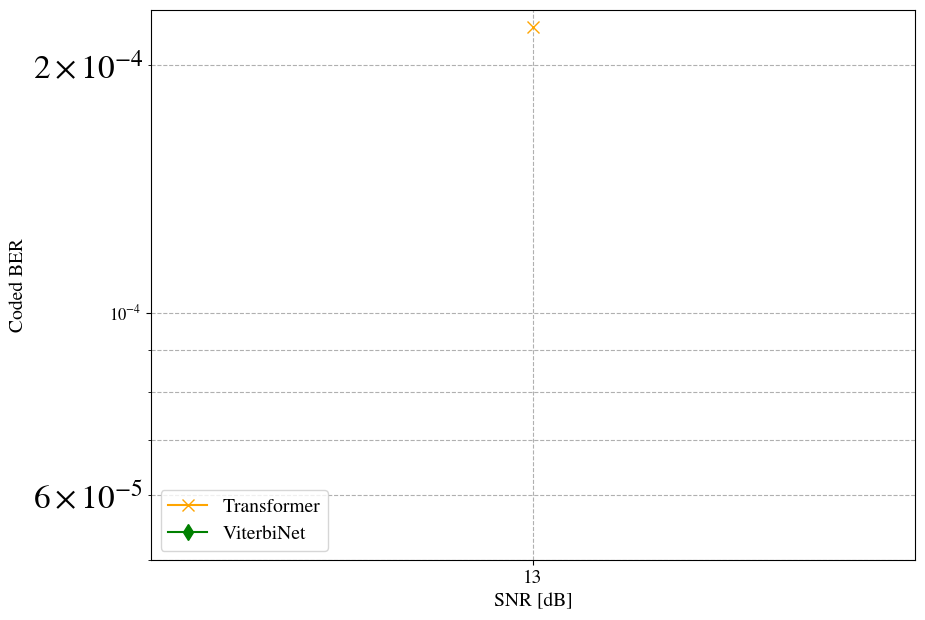 2×10⁻⁴
Coded BER
10⁻⁴
6×10⁻⁵
Transformer
ViterbiNet
13
SNR [dB]